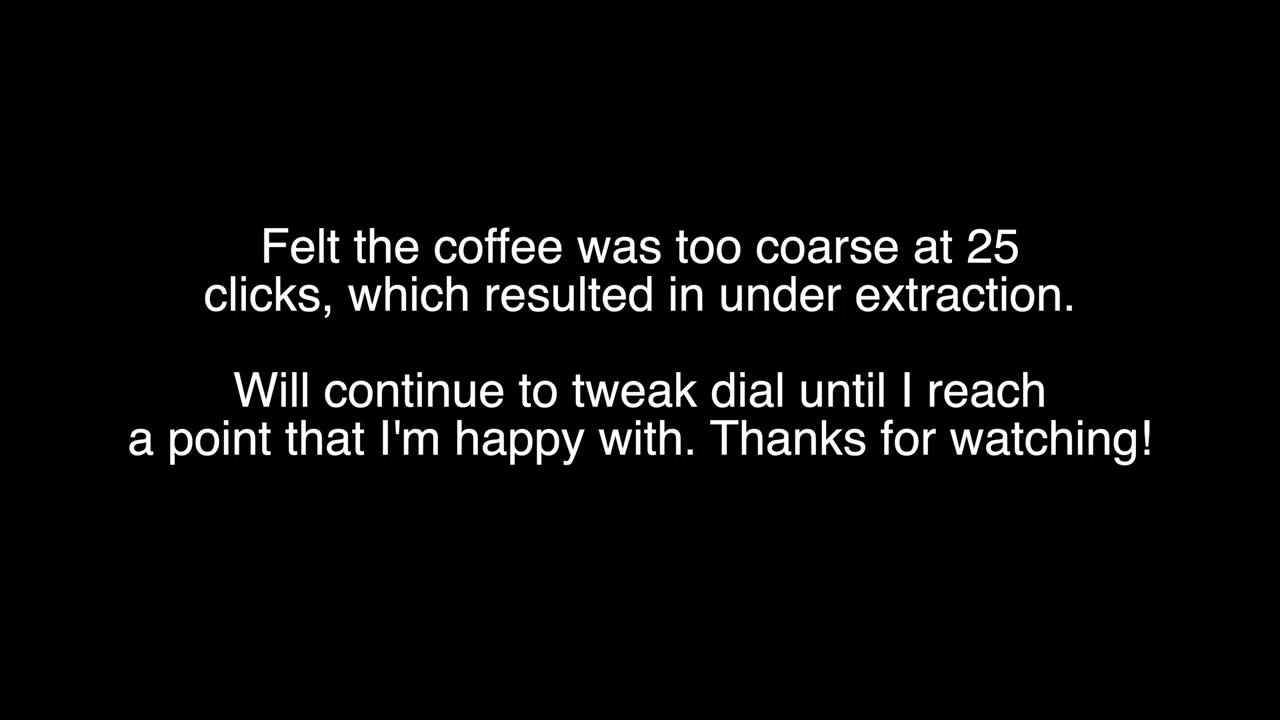 Felt the coffee was too coarse at 25
clicks, which resulted in under extraction.
Will continue to tweak dial until I reach
a point that I'm happy with. Thanks for watching!